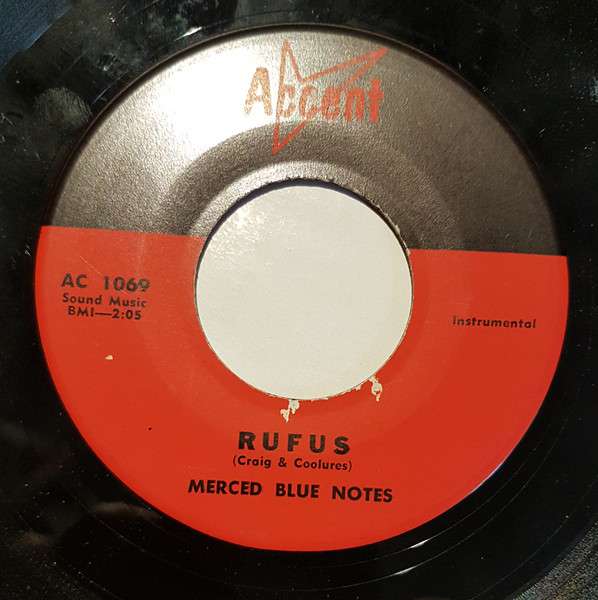 Accent
AC 1069
Sound Music
BMI—2:05
Instrumental
RUFUS
(Craig & Coolures)
MERCED BLUE NOTES